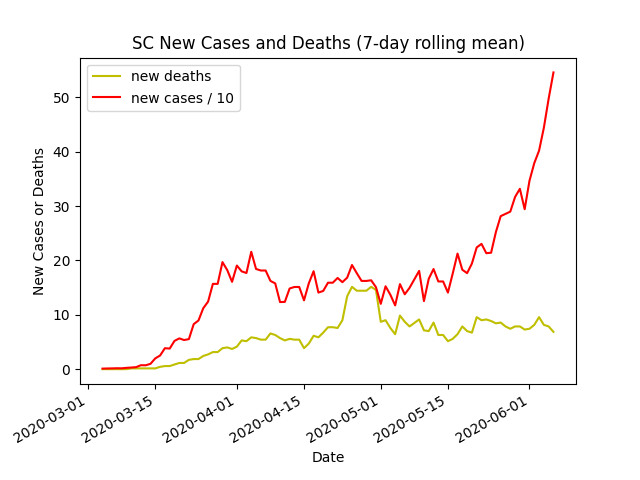 SC New Cases and Deaths (7-day rolling mean)
new deaths
new cases / 10
50
40
30
20
10
0
New Cases or Deaths
2020-03-01
2020-03-15
2020-04-01
2020-04-15
2020-05-01
2020-05-15
2020-06-01
Date